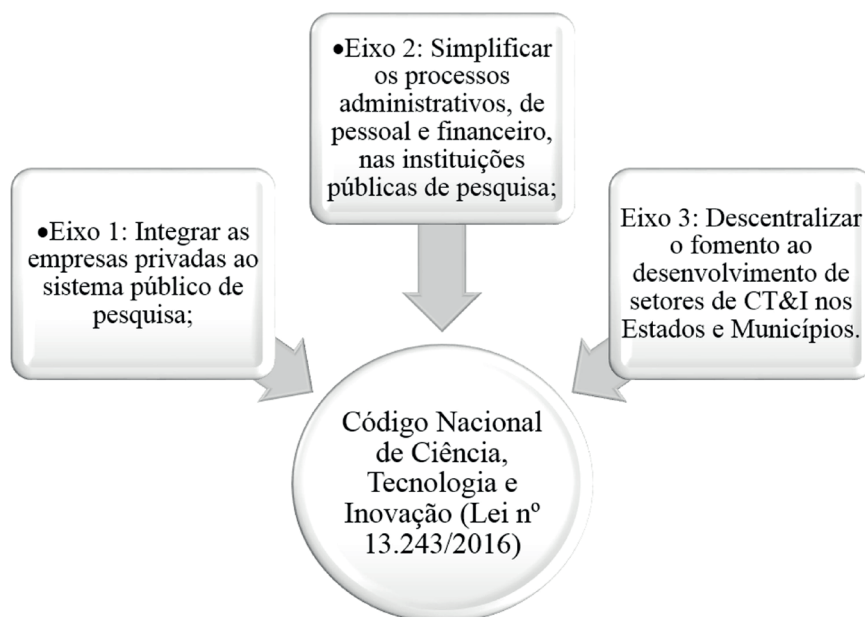 •Eixo 1: Integrar as
empresas privadas ao
sistema público de
pesquisa;
•Eixo 2: Simplificar
os processos
administrativos, de
pessoal e financeiro,
nas instituições
públicas de pesquisa;
Eixo 3: Descentralizar
o fomento ao
desenvolvimento de
setores de CT&I nos
Estados e Municípios.
Código Nacional
de Ciência,
Tecnologia e
Inovação (Lei nº
13.243/2016)